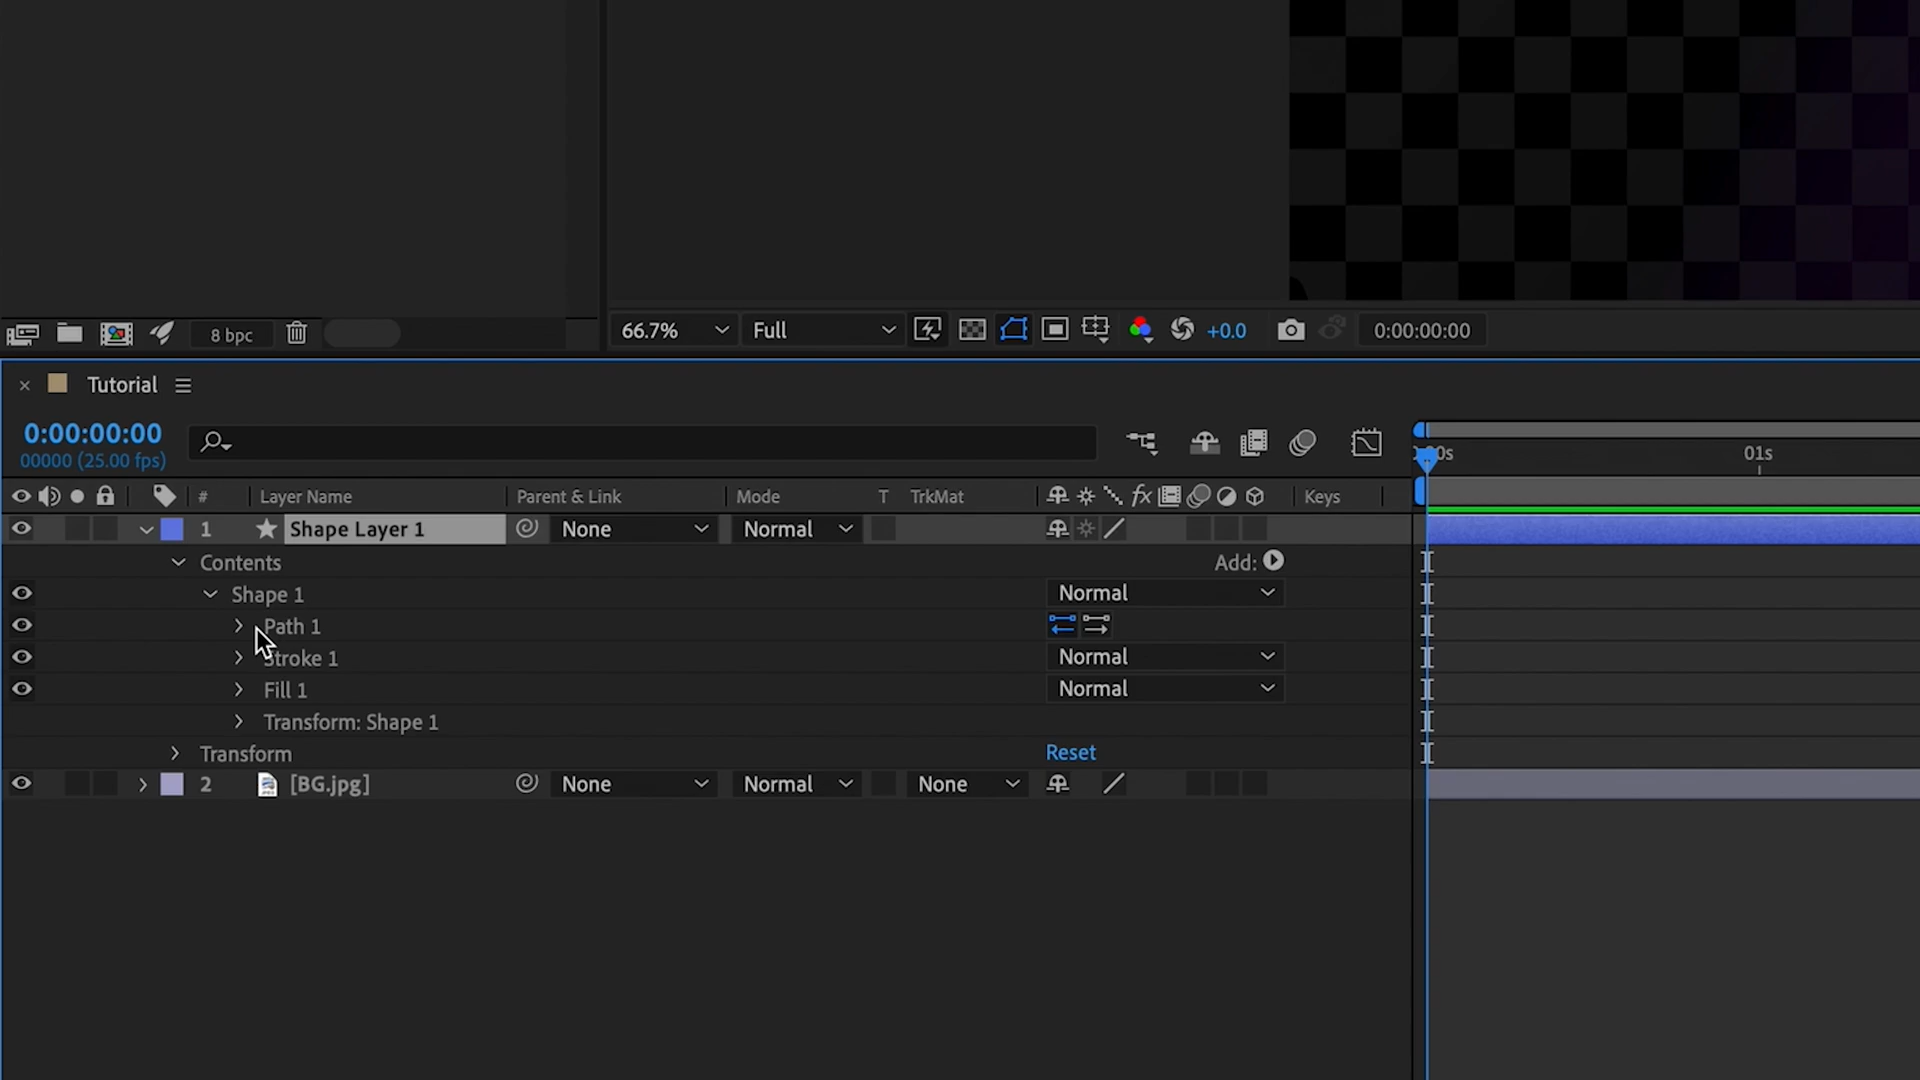 8 bpc
66.7%
Full
+0.0
0:00:00:00
Tutorial
0:00:00:00
00000 (25.00 fps)
01s
# Layer Name Parent & Link Mode T TrkMat fx Keys
1 Shape Layer 1 None Normal
Contents Add:
Shape 1 Normal
Path 1
Stroke 1 Normal
Fill 1 Normal
Transform: Shape 1
Transform Reset
2 [BG.jpg] None Normal None